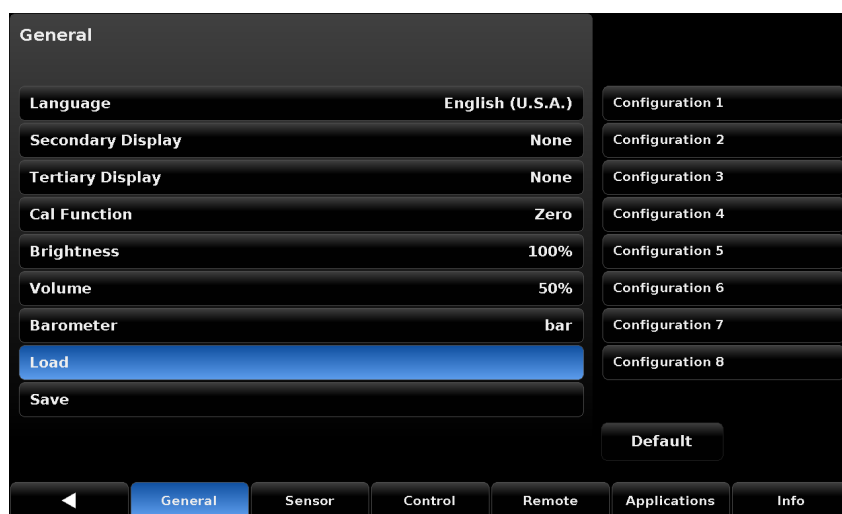 General
Language English (U.S.A.)
Secondary Display None
Tertiary Display None
Cal Function Zero
Brightness 100%
Volume 50%
Barometer bar
Load
Save
Configuration 1
Configuration 2
Configuration 3
Configuration 4
Configuration 5
Configuration 6
Configuration 7
Configuration 8
Default
General Sensor Control Remote Applications Info